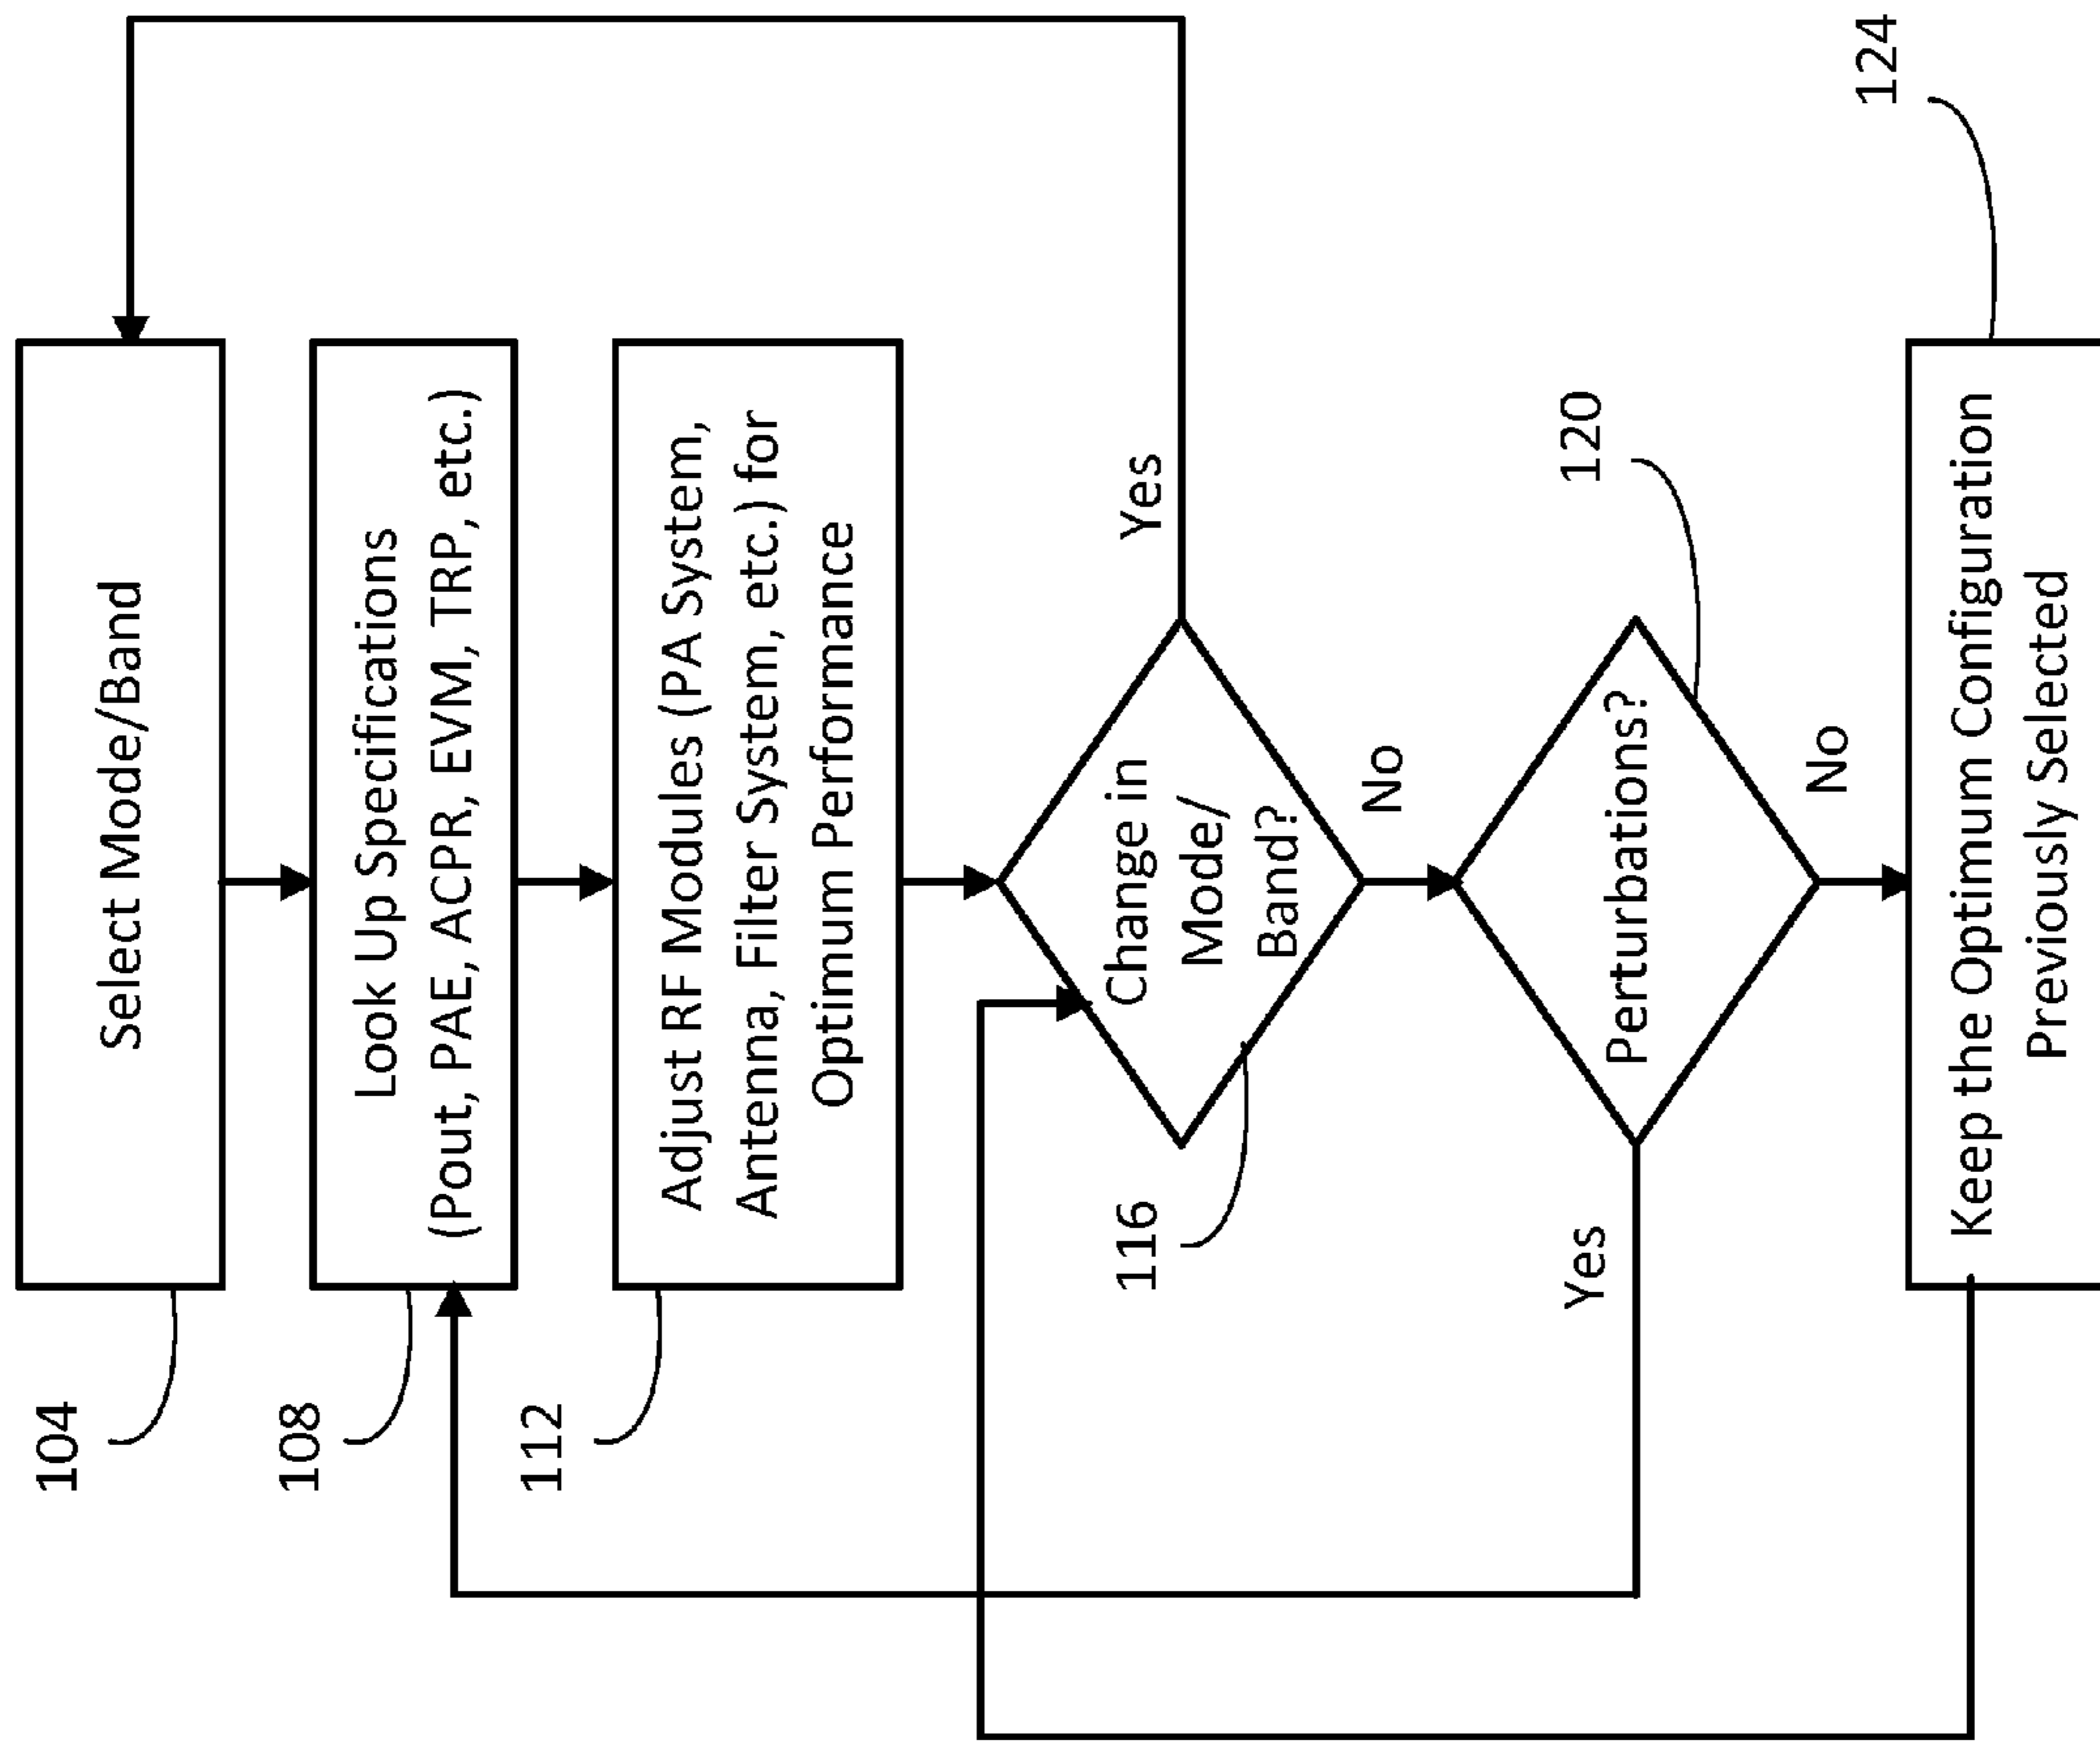 104
Select Mode/Band
108
Look Up Specifications
(Pout, PAE, ACPR, EVM, TRP, etc.)
112
Adjust RF Modules (PA System,
Antenna, Filter System, etc.) for
Optimum Performance
116
Change in
Mode/
Band?
Yes
No
Yes
Perturbations?
120
No
124
Keep the Optimum Configuration
Previously Selected